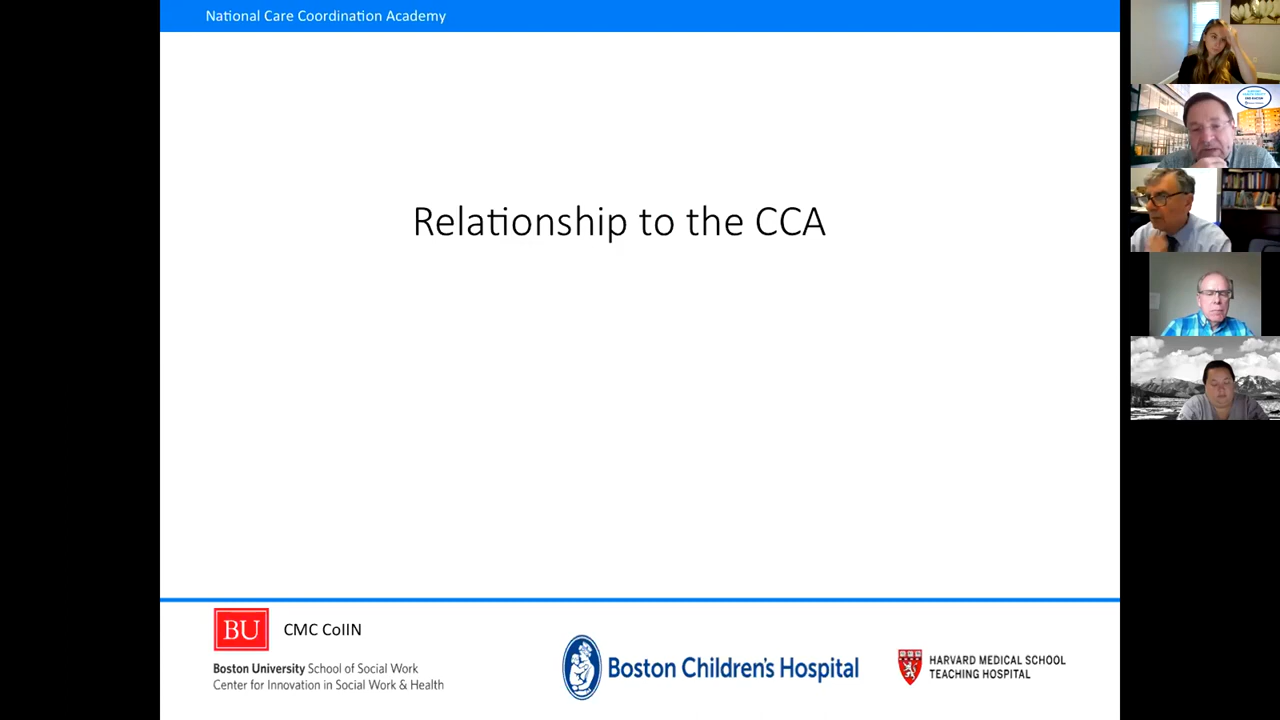 National Care Coordination Academy
Relationship to the CCA
BU
CMC CoIIN
Boston University School of Social Work
Center for Innovation in Social Work & Health
Boston Children's Hospital
HARVARD MEDICAL SCHOOL
TEACHING HOSPITAL